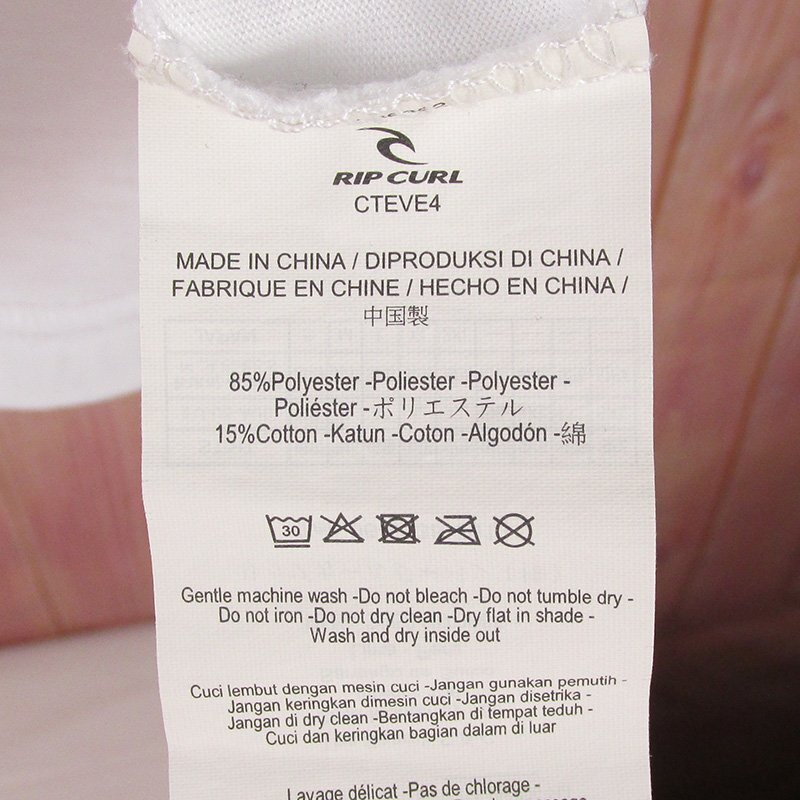 RIP CURL
CTEVE4
MADE IN CHINA / DIPRODUKSI DI CHINA /
FABRIQUE EN CHINE / HECHO EN CHINA /
中国製
85%Polyester -Poliester -Polyester -
Poliéster -ポリエステル
15%Cotton -Katun -Coton -Algodón -綿
30
Gentle machine wash -Do not bleach -Do not tumble dry -
Do not iron -Do not dry clean -Dry flat in shade -
Wash and dry inside out
Cuci lembut dengan mesin cuci -Jangan gunakan pemutih -
Jangan keringkan dimesin cuci -Jangan disetrika -
Jangan di dry clean -Bentangkan di tempat teduh -
Cuci dan keringkan bagian dalam di luar
Lavage délicat -Pas de chlorage -